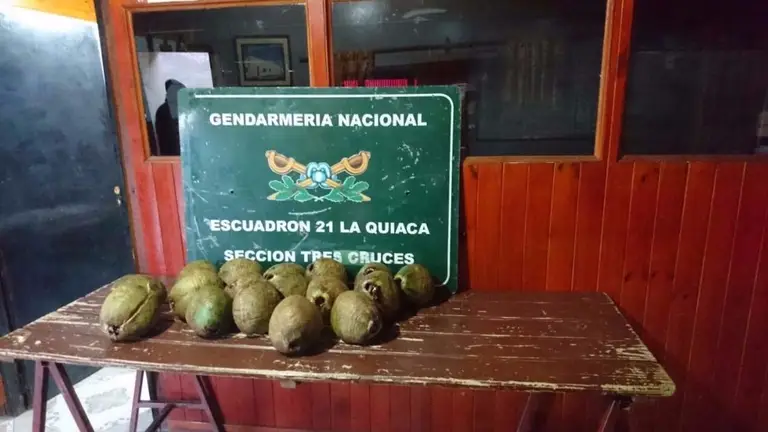 GENDARMERIA NACIONAL
ESCUADRON 21 LA QUIACA
SECCION TRES CRUCES